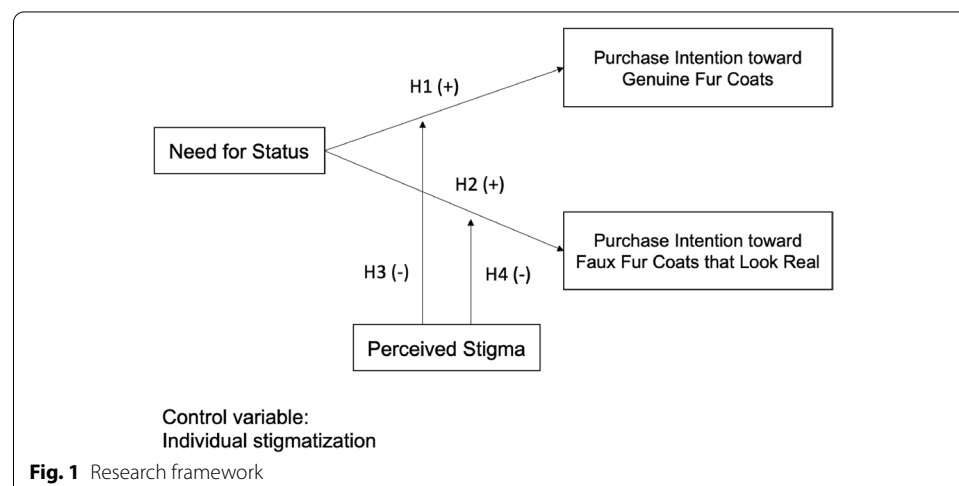 H1 (+)
Purchase Intention toward
Genuine Fur Coats
Need for Status
H2 (+)
Purchase Intention toward
Faux Fur Coats that Look Real
H3 (-)
H4 (-)
Perceived Stigma
Control variable:
Individual stigmatization
Fig. 1 Research framework